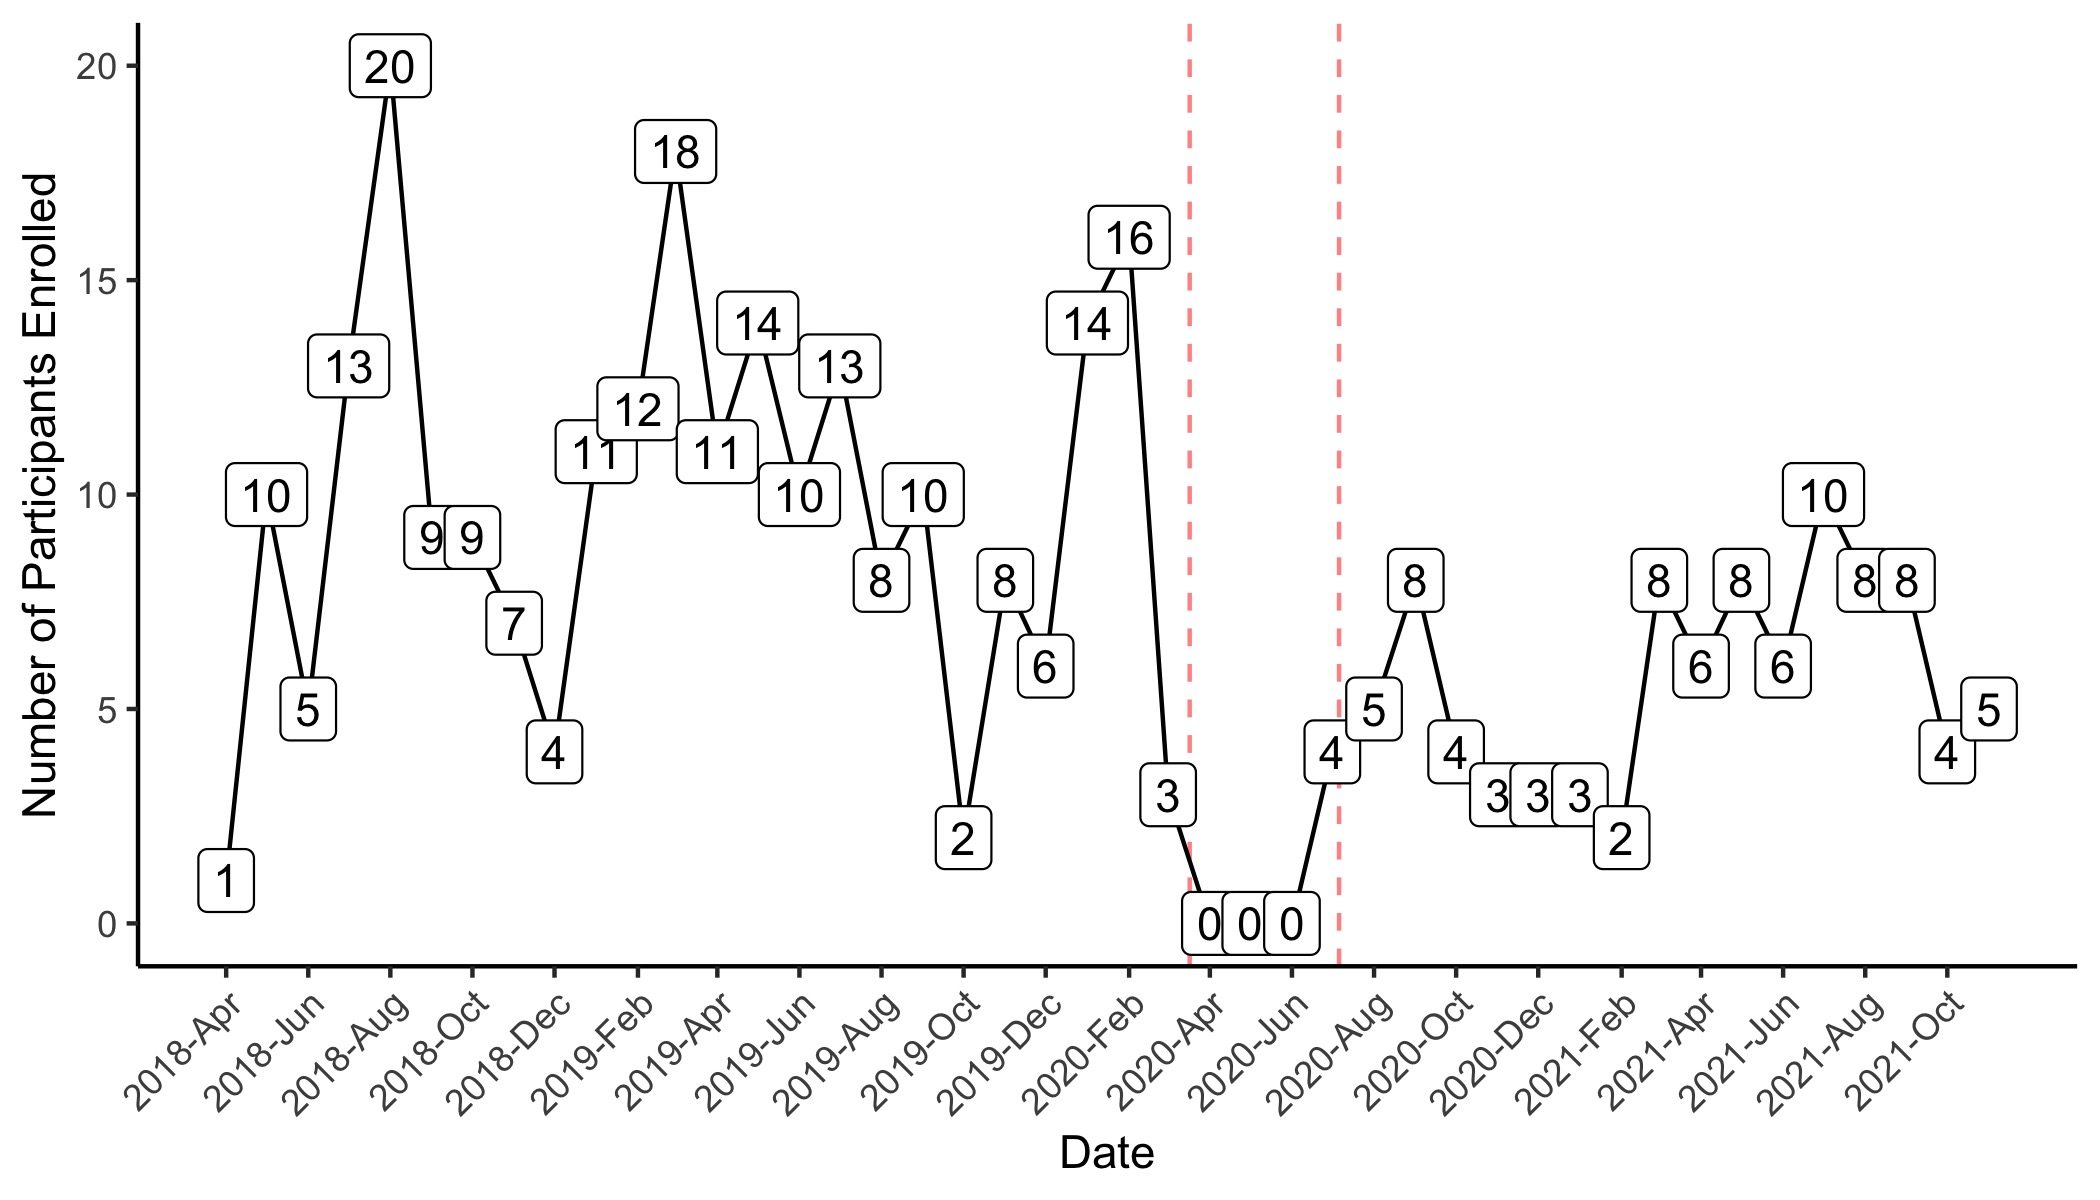 Number of Participants Enrolled
20
15
10
5
0
1
10
5
13
20
9
9
7
4
11
12
18
11
14
10
13
8
10
2
8
6
14
16
3
0
0
0
4
5
8
4
3
3
3
2
8
6
8
6
10
8
8
4
5
2018-Apr
2018-Jun
2018-Aug
2018-Oct
2018-Dec
2019-Feb
2019-Apr
2019-Jun
2019-Aug
2019-Oct
2019-Dec
2020-Feb
2020-Apr
2020-Jun
2020-Aug
2020-Oct
2020-Dec
2021-Feb
2021-Apr
2021-Jun
2021-Aug
2021-Oct
Date